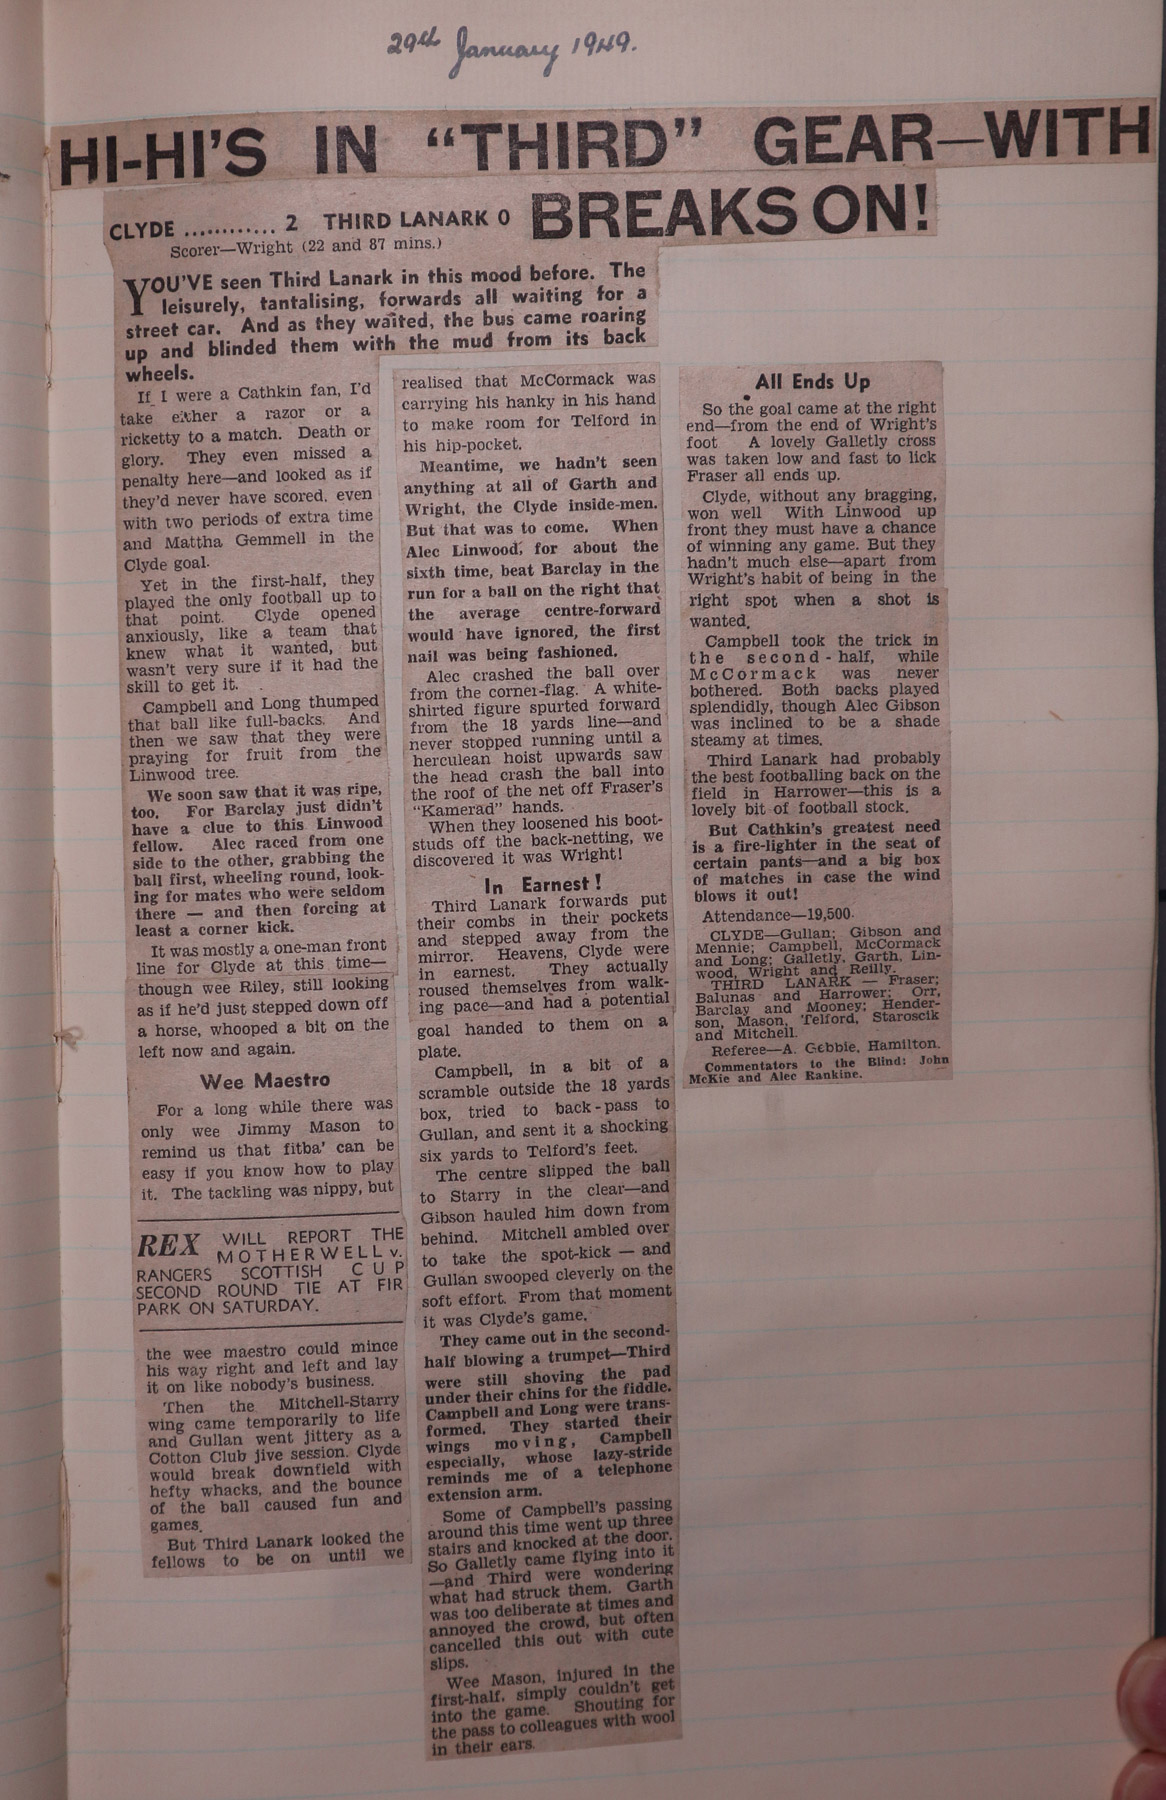 29th January 1949.
HI-HI'S IN “THIRD” GEAR—WITH
BREAKS ON!
CLYDE ............ 2 THIRD LANARK 0
Scorer—Wright (22 and 87 mins.)
YOU'VE seen Third Lanark in this mood before. The
leisurely, tantalising, forwards all waiting for a
street car. And as they waited, the bus came roaring
up and blinded them with the mud from its back
wheels.
If I were a Cathkin fan, I'd
take either a razor or a
ricketty to a match. Death or
glory. They even missed a
penalty here—and looked as if
they'd never have scored, even
with two periods of extra time
and Mattha Gemmell in the
Clyde goal.
Yet in the first-half, they
played the only football up to
that point. Clyde opened
anxiously, like a team that
knew what it wanted, but
wasn't very sure if it had the
skill to get it.
Campbell and Long thumped
that ball like full-backs. And
then we saw that they were
praying for fruit from the
Linwood tree.
We soon saw that it was ripe,
too. For Barclay just didn't
have a clue to this Linwood
fellow. Alec raced from one
side to the other, grabbing the
ball first, wheeling round, look-
ing for mates who were seldom
there — and then forcing at
least a corner kick.
It was mostly a one-man front
line for Clyde at this time—
though wee Riley, still looking
as if he'd just stepped down off
a horse, whooped a bit on the
left now and again.
Wee Maestro
For a long while there was
only wee Jimmy Mason to
remind us that fitba' can be
easy if you know how to play
it. The tackling was nippy, but
REX WILL REPORT THE
MOTHERWELL v.
RANGERS SCOTTISH CUP
SECOND ROUND TIE AT FIR
PARK ON SATURDAY.
the wee maestro could mince
his way right and left and lay
it on like nobody's business.
Then the Mitchell-Starry
wing came temporarily to life
and Gullan went jittery as a
Cotton Club jive session. Clyde
would break downfield with
hefty whacks, and the bounce
of the ball caused fun and
games.
But Third Lanark looked the
fellows to be on until we
realised that McCormack was
carrying his hanky in his hand
to make room for Telford in
his hip-pocket.
Meantime, we hadn't seen
anything at all of Garth and
Wright, the Clyde inside-men.
But that was to come. When
Alec Linwood, for about the
sixth time, beat Barclay in the
run for a ball on the right that
the average centre-forward
would have ignored, the first
nail was being fashioned.
Alec crashed the ball over
from the corner-flag. A white-
shirted figure spurted forward
from the 18 yards line—and
never stopped running until a
herculean hoist upwards saw
the head crash the ball into
the roof of the net off Fraser's
“Kamerad” hands.
When they loosened his boot-
studs off the back-netting, we
discovered it was Wright!
In Earnest!
Third Lanark forwards put
their combs in their pockets
and stepped away from the
mirror. Heavens, Clyde were
in earnest. They actually
roused themselves from walk-
ing pace—and had a potential
goal handed to them on a
plate.
Campbell, in a bit of a
scramble outside the 18 yards
box, tried to back-pass to
Gullan, and sent it a shocking
six yards to Telford's feet.
The centre slipped the ball
to Starry in the clear—and
Gibson hauled him down from
behind. Mitchell ambled over
to take the spot-kick — and
Gullan swooped cleverly on the
soft effort. From that moment
it was Clyde's game.
They came out in the second-
half blowing a trumpet—Third
were still shoving the pad
under their chins for the fiddle.
Campbell and Long were trans-
formed. They started their
wings moving, Campbell
especially, whose lazy-stride
reminds me of a telephone
extension arm.
Some of Campbell's passing
around this time went up three
stairs and knocked at the door.
So Galletly came flying into it
—and Third were wondering
what had struck them. Garth
was too deliberate at times and
annoyed the crowd, but often
cancelled this out with cute
slips.
Wee Mason, injured in the
first-half, simply couldn't get
into the game. Shouting for
the pass to colleagues with wool
in their ears.
All Ends Up
So the goal came at the right
end—from the end of Wright's
foot A lovely Galletly cross
was taken low and fast to lick
Fraser all ends up.
Clyde, without any bragging,
won well With Linwood up
front they must have a chance
of winning any game. But they
hadn't much else—apart from
Wright's habit of being in the
right spot when a shot is
wanted.
Campbell took the trick in
the second-half, while
McCormack was never
bothered. Both backs played
splendidly, though Alec Gibson
was inclined to be a shade
steamy at times.
Third Lanark had probably
the best footballing back on the
field in Harrower—this is a
lovely bit of football stock.
But Cathkin's greatest need
is a fire-lighter in the seat of
certain pants—and a big box
of matches in case the wind
blows it out!
Attendance—19,500.
CLYDE—Gullan; Gibson and
Mennie; Campbell, McCormack
and Long; Galletly, Garth, Lin-
wood, Wright and Reilly.
THIRD LANARK — Fraser;
Balunas and Harrower; Orr,
Barclay and Mooney; Hender-
son, Mason, Telford, Staroscik
and Mitchell.
Referee—A. Gebbie, Hamilton.
Commentators to the Blind: John
McKie and Alec Rankine.